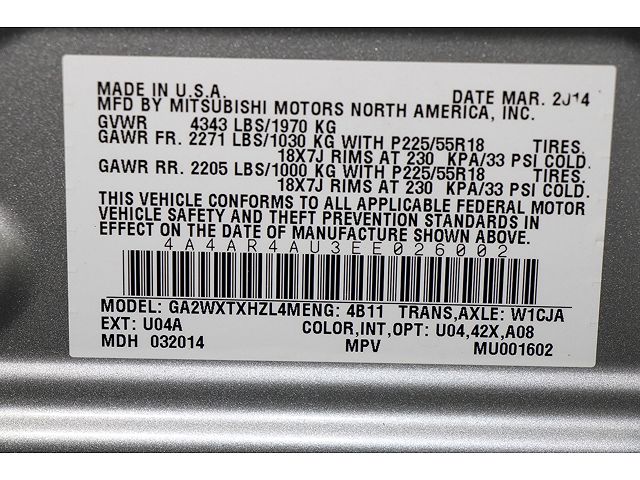 MADE IN U.S.A. DATE MAR. 2014
MFD BY MITSUBISHI MOTORS NORTH AMERICA, INC.
GVWR 4343 LBS/1970 KG
GAWR FR. 2271 LBS/1030 KG WITH P225/55R18 TIRES.
18X7J RIMS AT 230 KPA/33 PSI COLD.
GAWR RR. 2205 LBS/1000 KG WITH P225/55R18 TIRES.
18X7J RIMS AT 230 KPA/33 PSI COLD.
THIS VEHICLE CONFORMS TO ALL APPLICABLE FEDERAL MOTOR
VEHICLE SAFETY AND THEFT PREVENTION STANDARDS IN
EFFECT ON THE DATE OF MANUFACTURE SHOWN ABOVE.
4A4AR4AU3EE026002
MODEL: GA2WXTXHZL4MENG: 4B11 TRANS,AXLE: W1CJA
EXT: U04A COLOR,INT,OPT: U04,42X,A08
MDH 032014 MPV MU001602